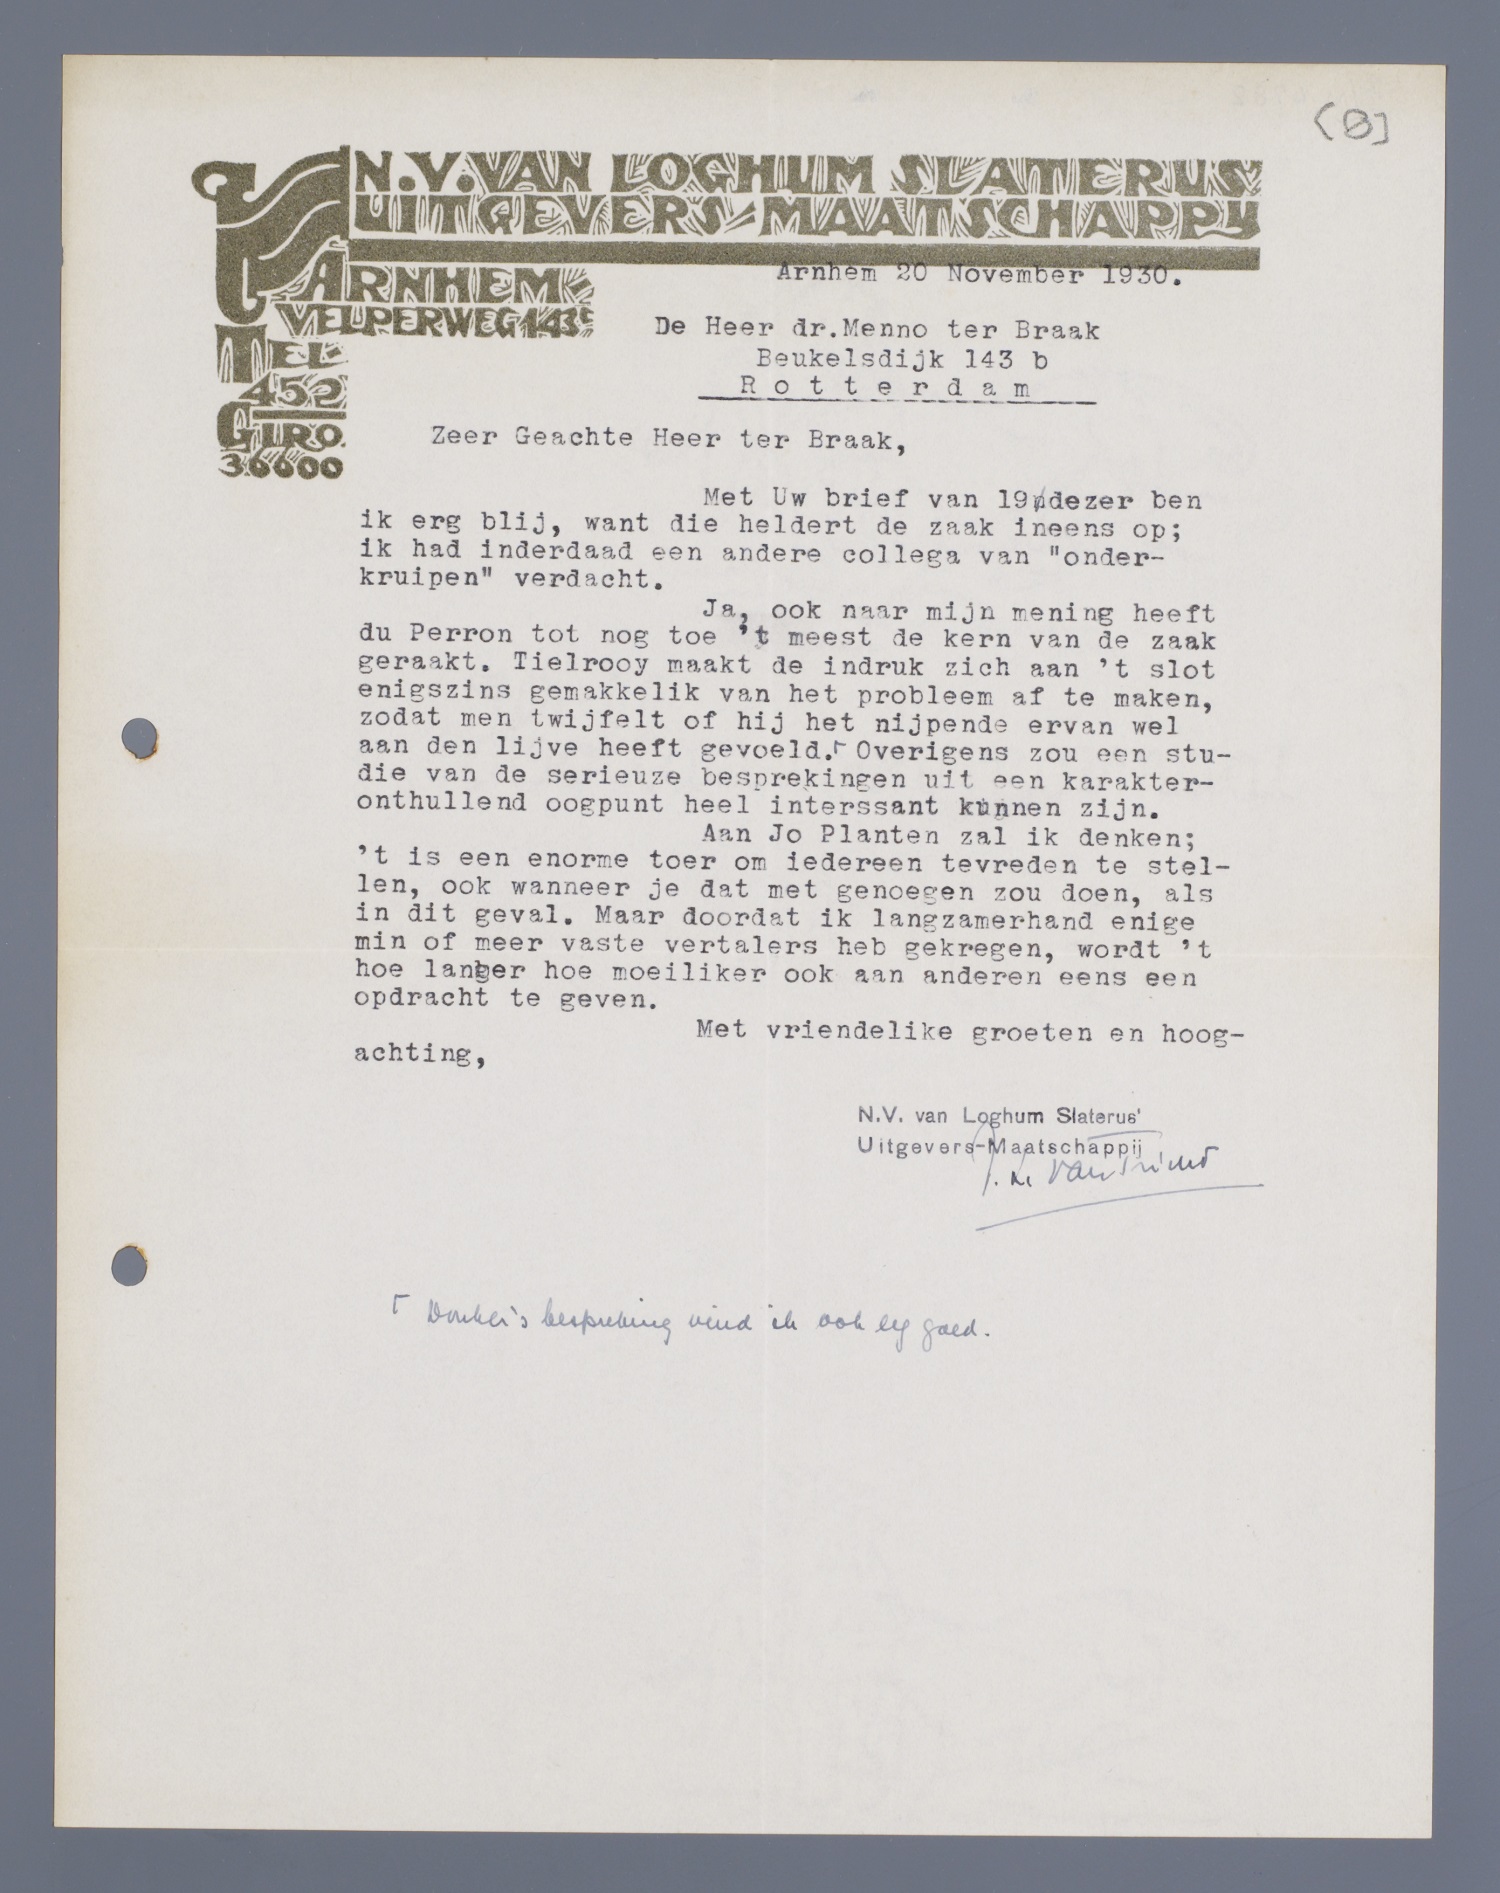 (B)
N.V. VAN LOGHUM SLATERUS
UITGEVERS-MAATSCHAPPY
ARNHEM
VELPERWEG 143c
TEL.
452
GIRO.
36600
Arnhem 20 November 1930.
De Heer dr.Menno ter Braak
Beukelsdijk 143 b
Rotterdam
Zeer Geachte Heer ter Braak,
Met Uw brief van 19 dezer ben
ik erg blij, want die heldert de zaak ineens op;
ik had inderdaad een andere collega van "onder-
kruipen" verdacht.
Ja, ook naar mijn mening heeft
du Perron tot nog toe 't meest de kern van de zaak
geraakt. Tielrooy maakt de indruk zich aan 't slot
enigszins gemakkelik van het probleem af te maken,
zodat men twijfelt of hij het nijpende ervan wel
aan den lijve heeft gevoeld.┌ Overigens zou een stu-
die van de serieuze besprekingen uit een karakter-
onthullend oogpunt heel interssant kunnen zijn.
Aan Jo Planten zal ik denken;
't is een enorme toer om iedereen tevreden te stel-
len, ook wanneer je dat met genoegen zou doen, als
in dit geval. Maar doordat ik langzamerhand enige
min of meer vaste vertalers heb gekregen, wordt 't
hoe langer hoe moeiliker ook aan anderen eens een
opdracht te geven.
Met vriendelike groeten en hoog-
achting,
N.V. van Loghum Slaterus'
Uitgevers-Maatschappij
┌ Donker's bespreking vind ik ook erg goed.